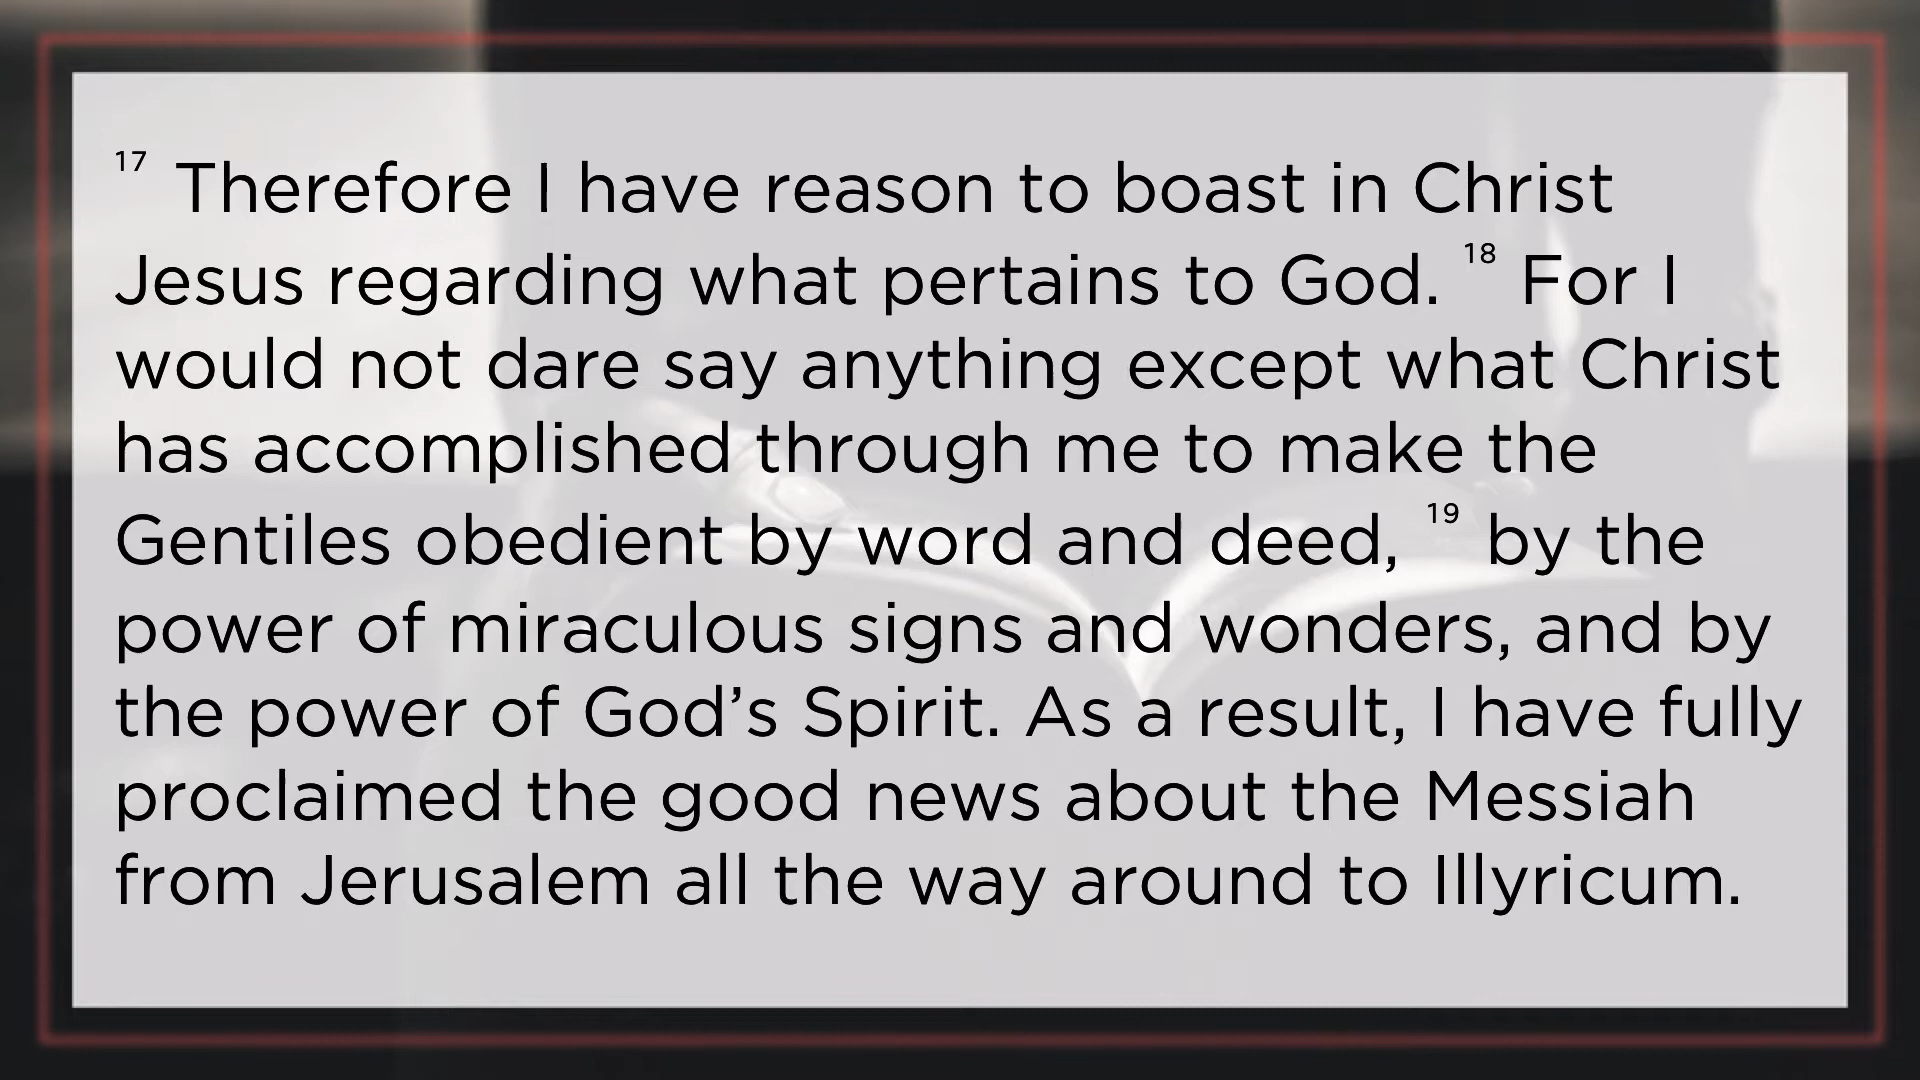 17 Therefore I have reason to boast in Christ
Jesus regarding what pertains to God. 18 For I
would not dare say anything except what Christ
has accomplished through me to make the
Gentiles obedient by word and deed, 19 by the
power of miraculous signs and wonders, and by
the power of God’s Spirit. As a result, I have fully
proclaimed the good news about the Messiah
from Jerusalem all the way around to Illyricum.